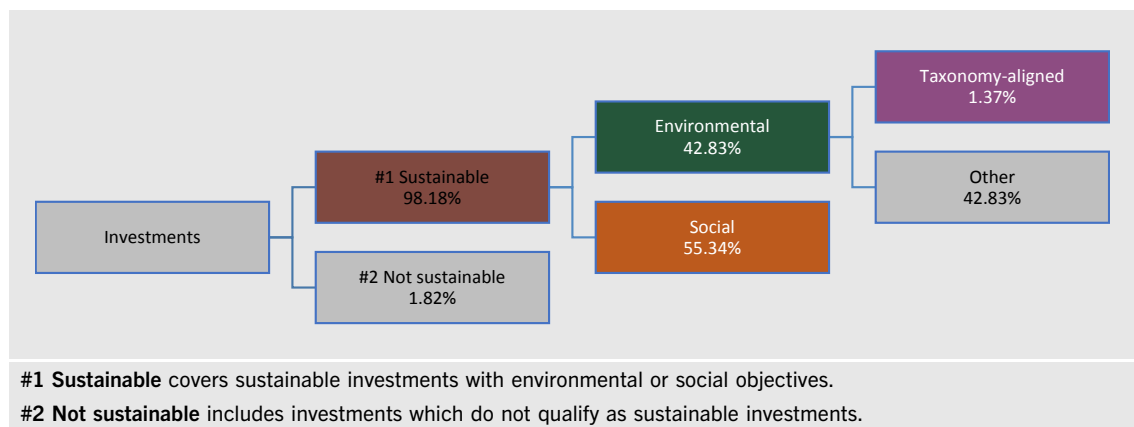 Investments
#1 Sustainable
98.18%
#2 Not sustainable
1.82%
Environmental
42.83%
Social
55.34%
Taxonomy-aligned
1.37%
Other
42.83%
#1 Sustainable covers sustainable investments with environmental or social objectives.
#2 Not sustainable includes investments which do not qualify as sustainable investments.